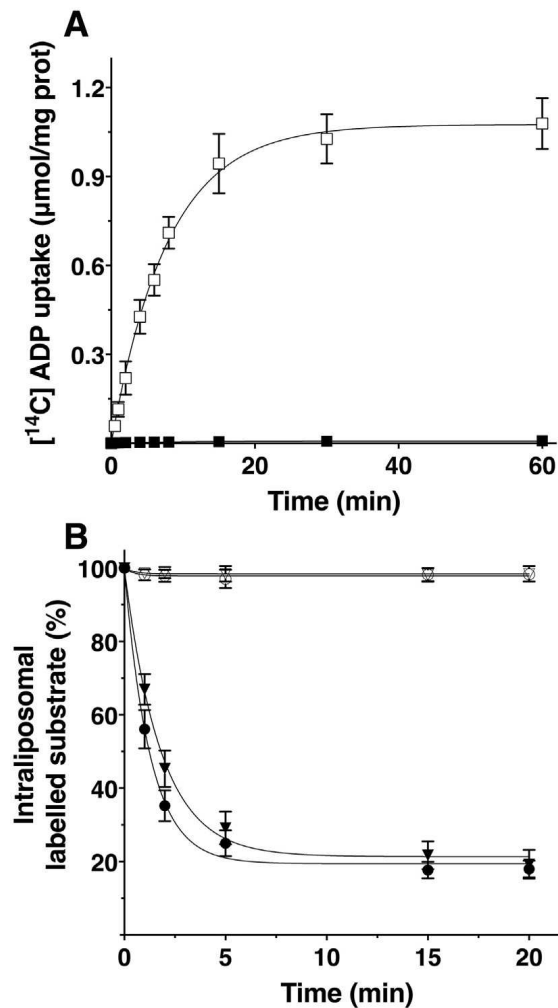 A
1.2
0.9
0.6
0.3
[¹⁴C] ADP uptake (μmol/mg prot)
0 20 40 60
Time (min)
B
100
80
60
40
20
Intraliposomal
labelled substrate (%)
0 5 10 15 20
Time (min)